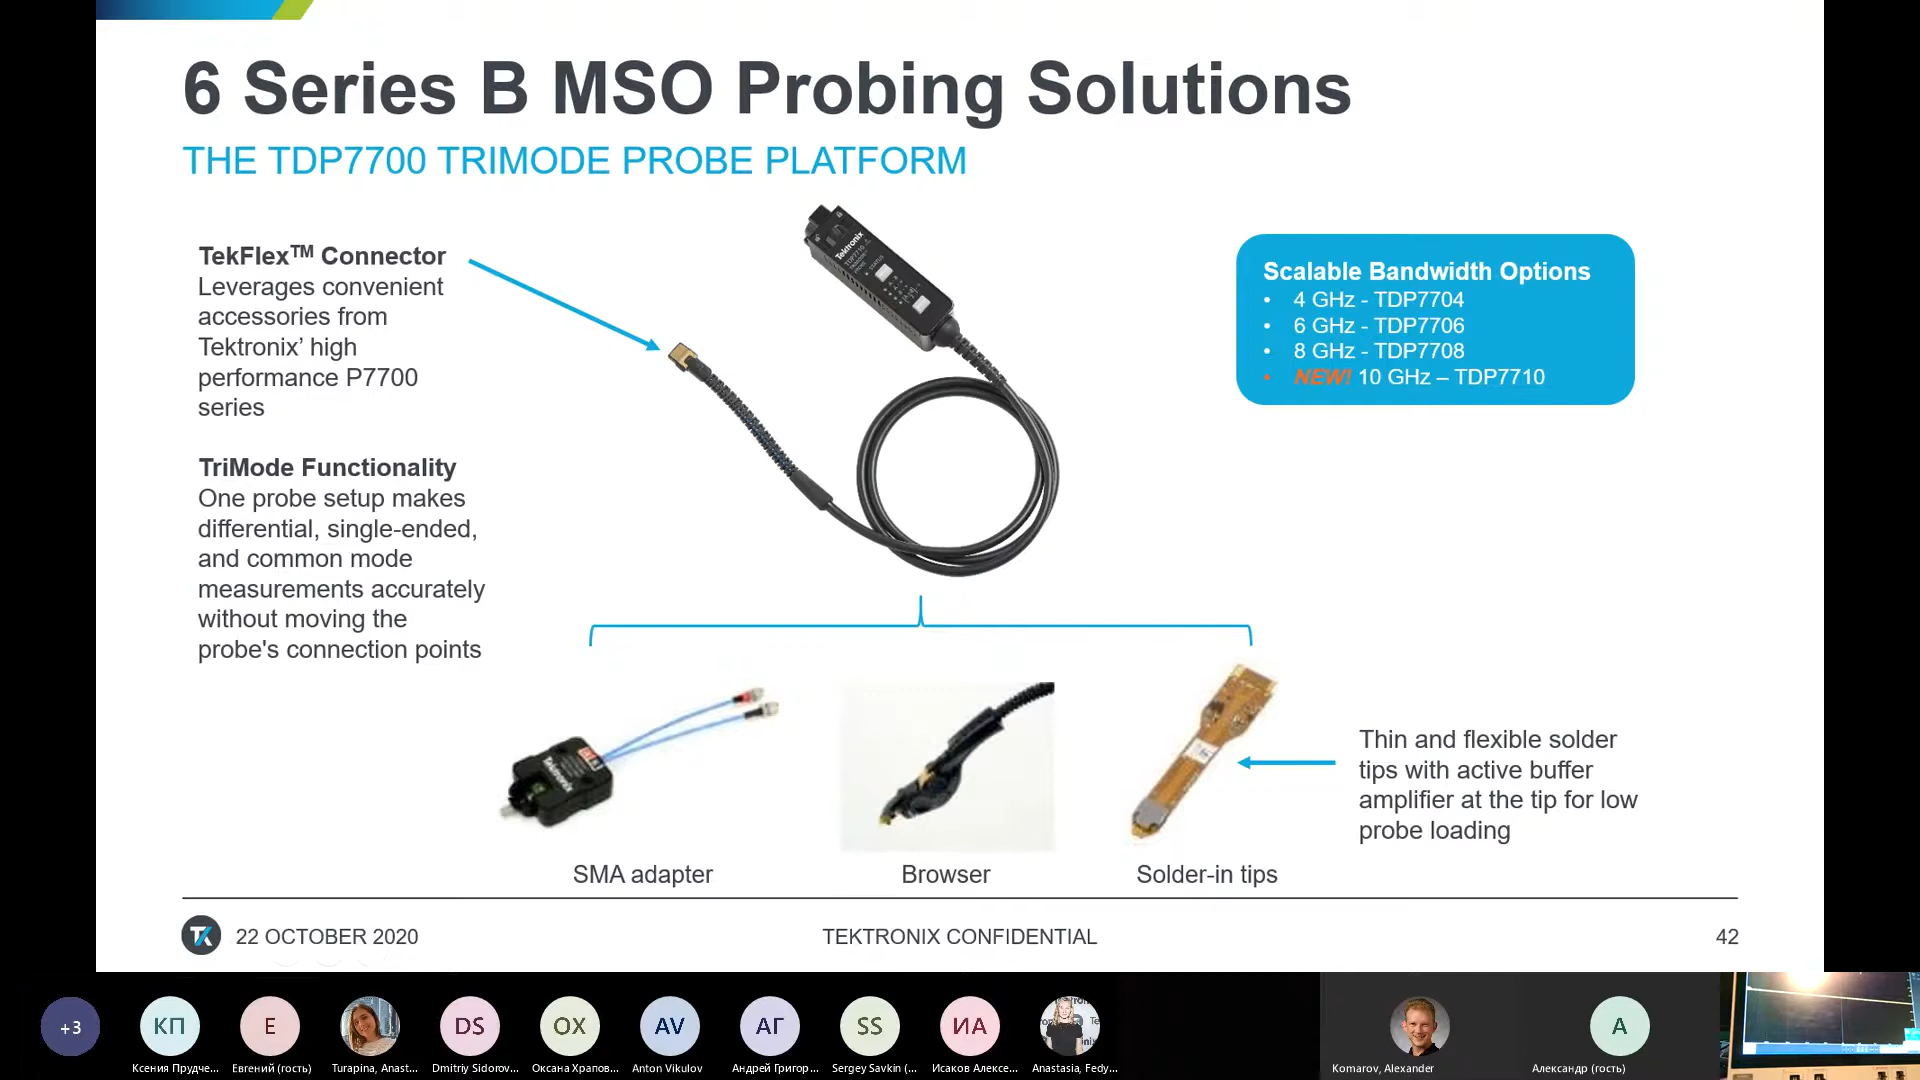 6 Series B MSO Probing Solutions
THE TDP7700 TRIMODE PROBE PLATFORM
TekFlex™ Connector
Leverages convenient
accessories from
Tektronix’ high
performance P7700
series
TriMode Functionality
One probe setup makes
differential, single-ended,
and common mode
measurements accurately
without moving the
probe's connection points
Tektronix
TDP7710
Scalable Bandwidth Options
• 4 GHz - TDP7704
• 6 GHz - TDP7706
• 8 GHz - TDP7708
• NEW! 10 GHz – TDP7710
Tektronix
Thin and flexible solder
tips with active buffer
amplifier at the tip for low
probe loading
SMA adapter
Browser
Solder-in tips
22 OCTOBER 2020
TEKTRONIX CONFIDENTIAL
42
+3
КП
E
DS
OX
AV
АГ
SS
ИА
A
Ксения Прудче...
Евгений (гость)
Turapina, Anast...
Dmitriy Sidorov...
Оксана Храпов...
Anton Vikulov
Андрей Григор...
Sergey Savkin (...
Исаков Алексе...
Anastasia, Fedy...
Komarov, Alexander
Александр (гость)